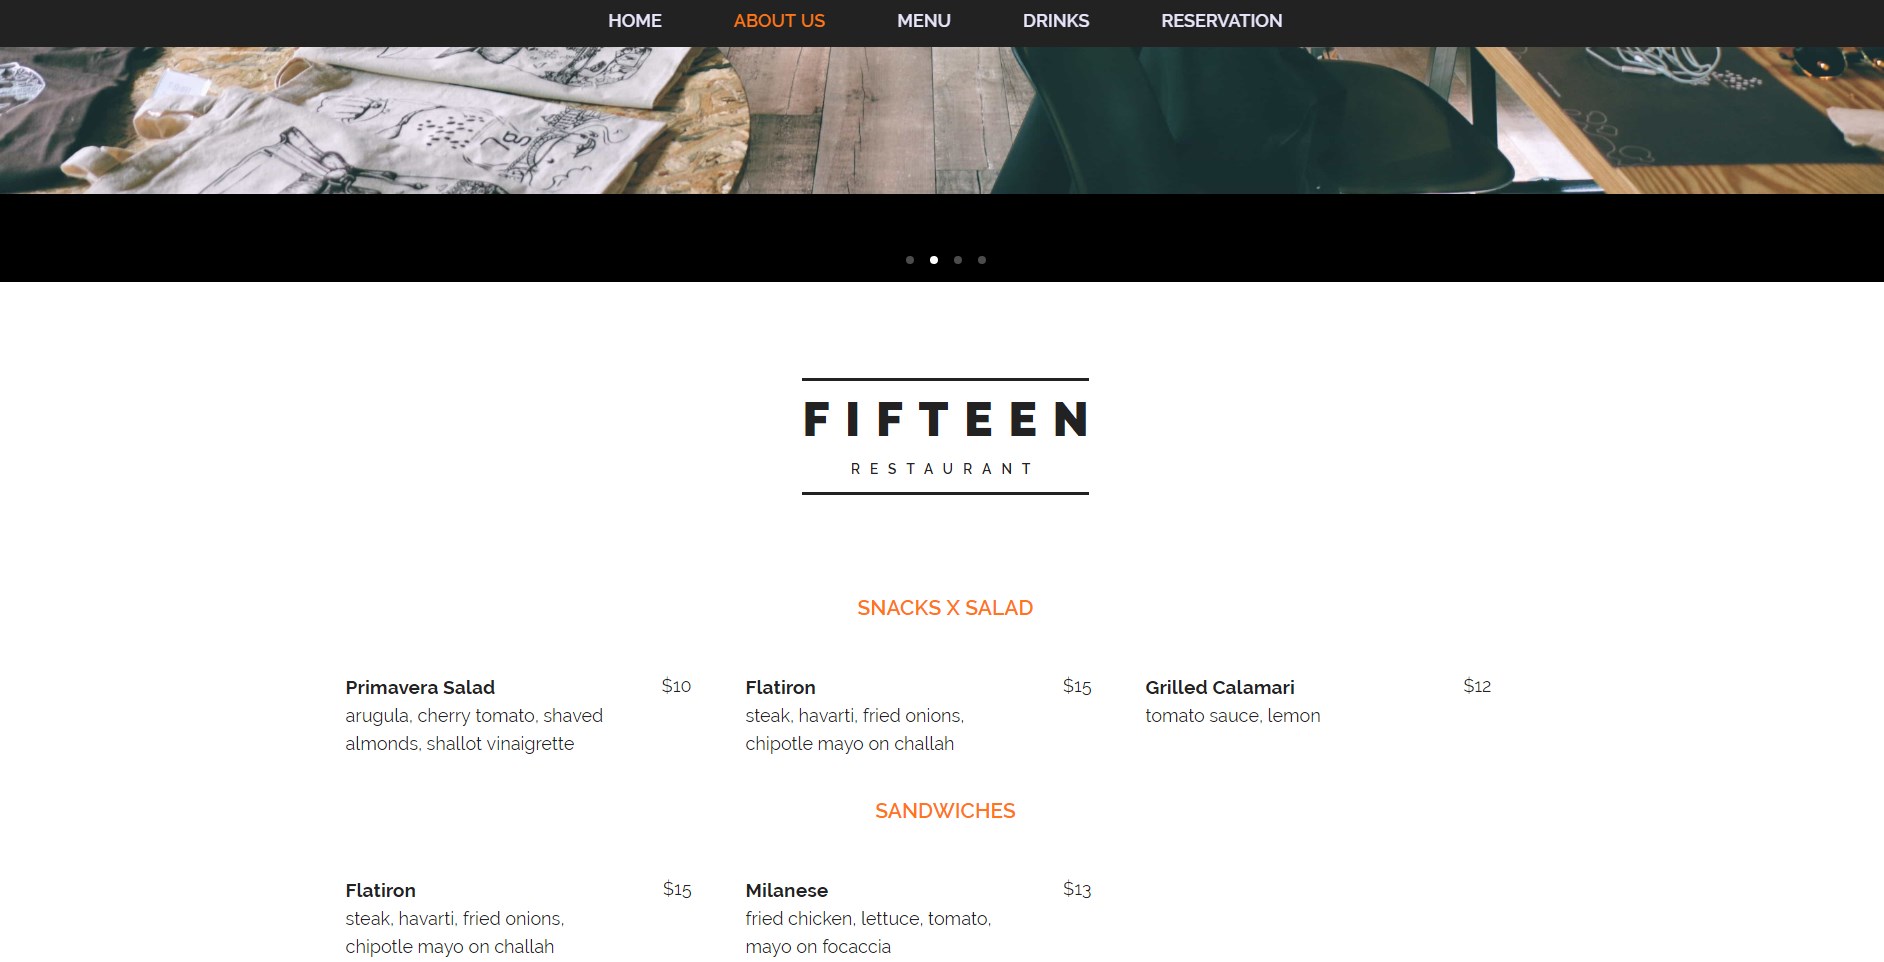 HOME ABOUT US MENU DRINKS RESERVATION
FIFTEEN
RESTAURANT
SNACKS X SALAD
Primavera Salad $10
arugula, cherry tomato, shaved
almonds, shallot vinaigrette
Flatiron $15
steak, havarti, fried onions,
chipotle mayo on challah
Grilled Calamari $12
tomato sauce, lemon
SANDWICHES
Flatiron $15
steak, havarti, fried onions,
chipotle mayo on challah
Milanese $13
fried chicken, lettuce, tomato,
mayo on focaccia